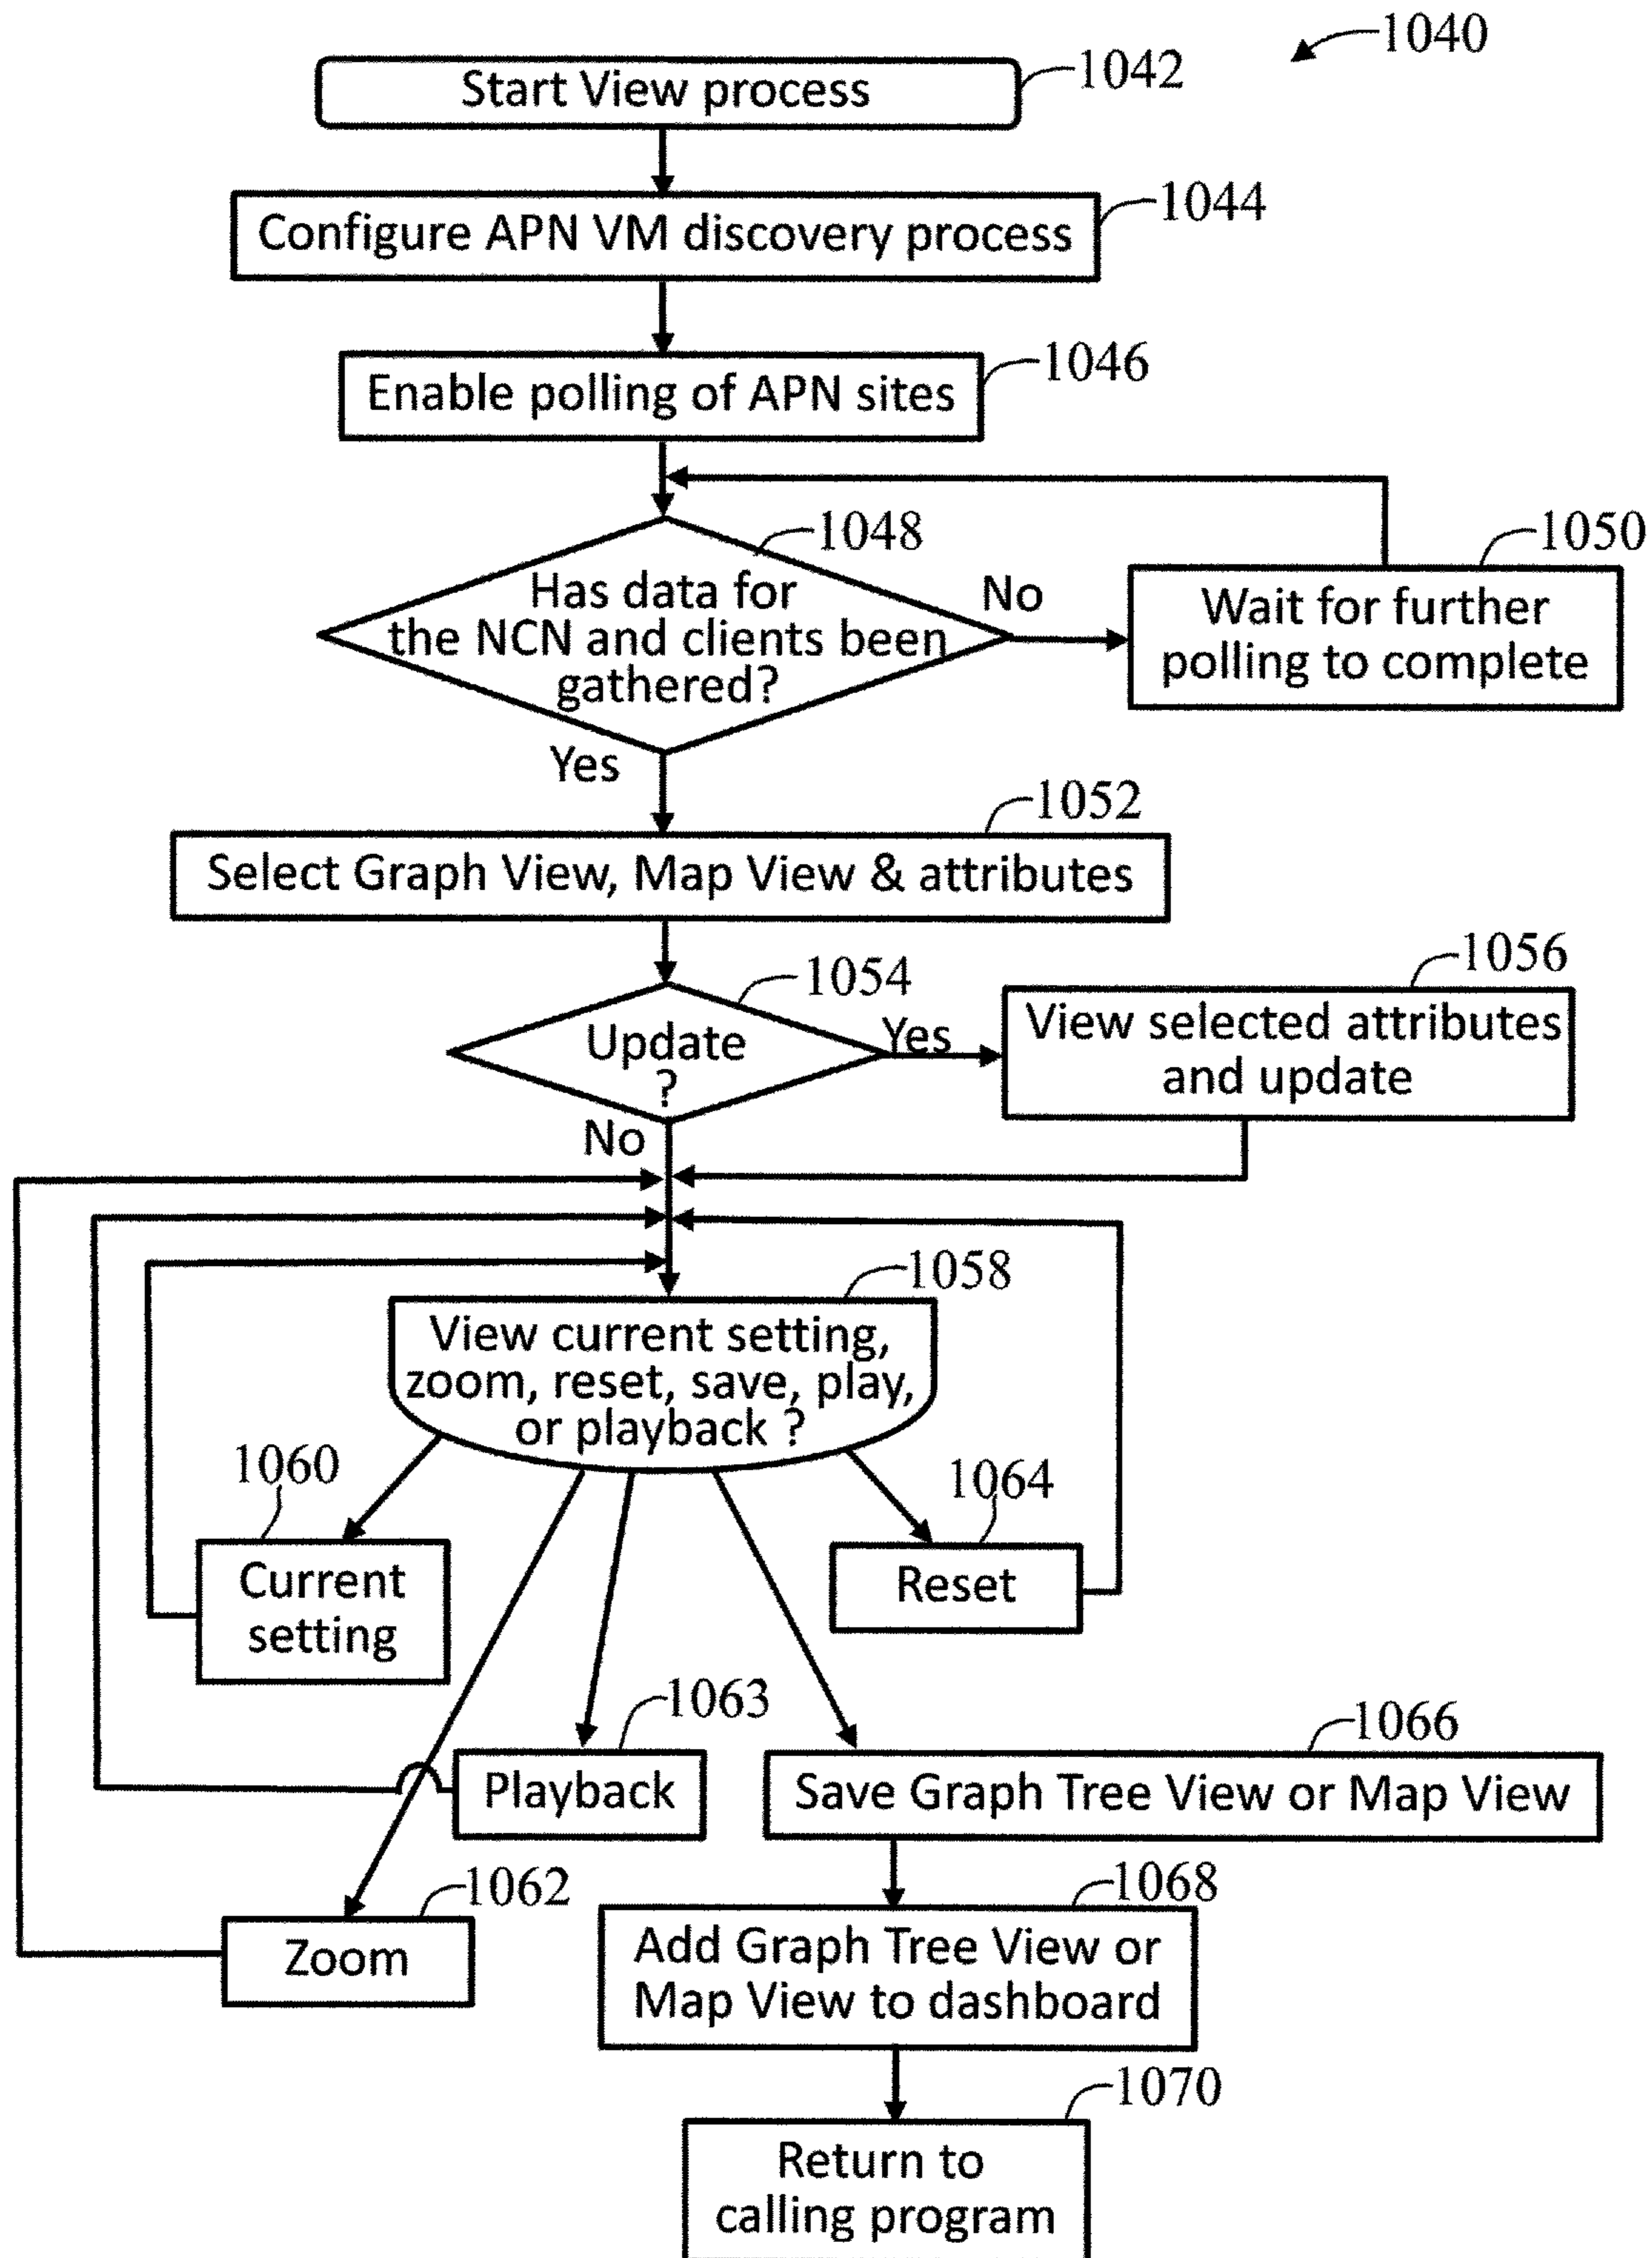 1040
Start View process
1042
Configure APN VM discovery process
1044
Enable polling of APN sites
1046
1048
Has data for
the NCN and clients been
gathered?
No
Yes
1050
Wait for further
polling to complete
1052
Select Graph View, Map View & attributes
1054
Update
?
Yes
No
1056
View selected attributes
and update
1058
View current setting,
zoom, reset, save, play,
or playback ?
1060
Current
setting
1064
Reset
1063
Playback
1066
Save Graph Tree View or Map View
1062
Zoom
1068
Add Graph Tree View or
Map View to dashboard
1070
Return to
calling program